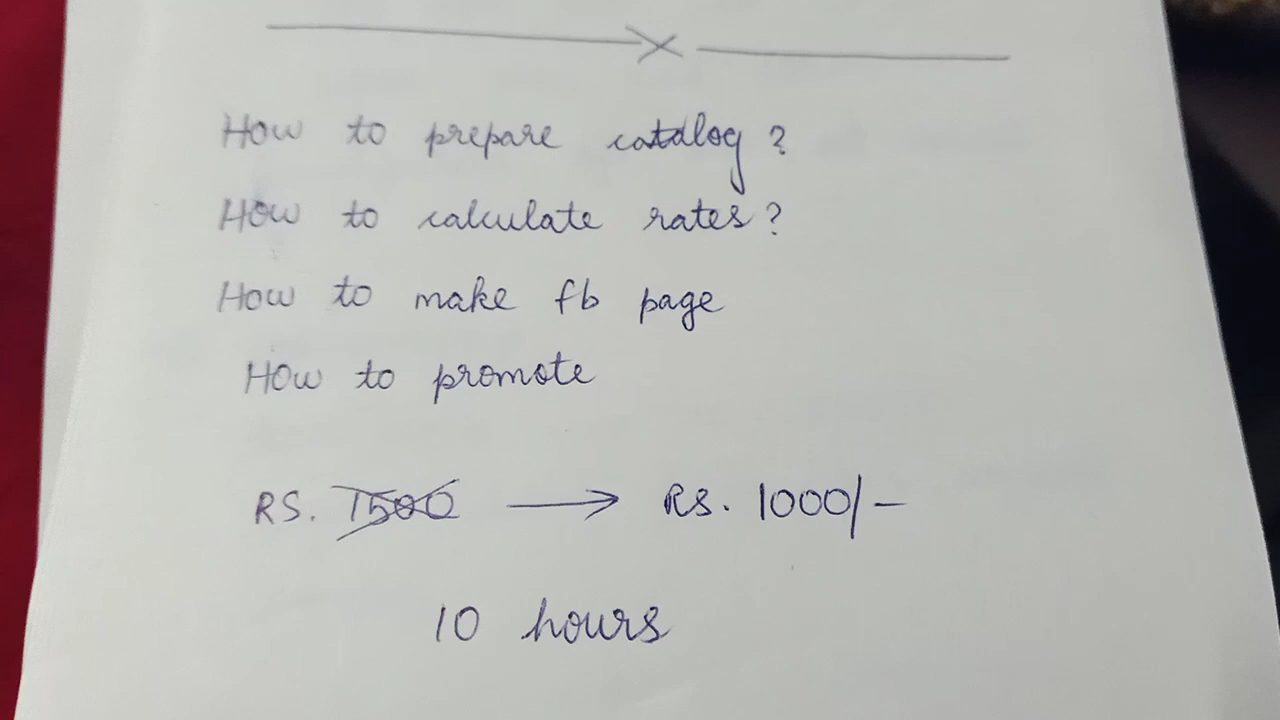 How to prepare catalog?
How to calculate rates?
How to make fb page
How to promote
RS. 1500 → RS. 1000/-
10 hours